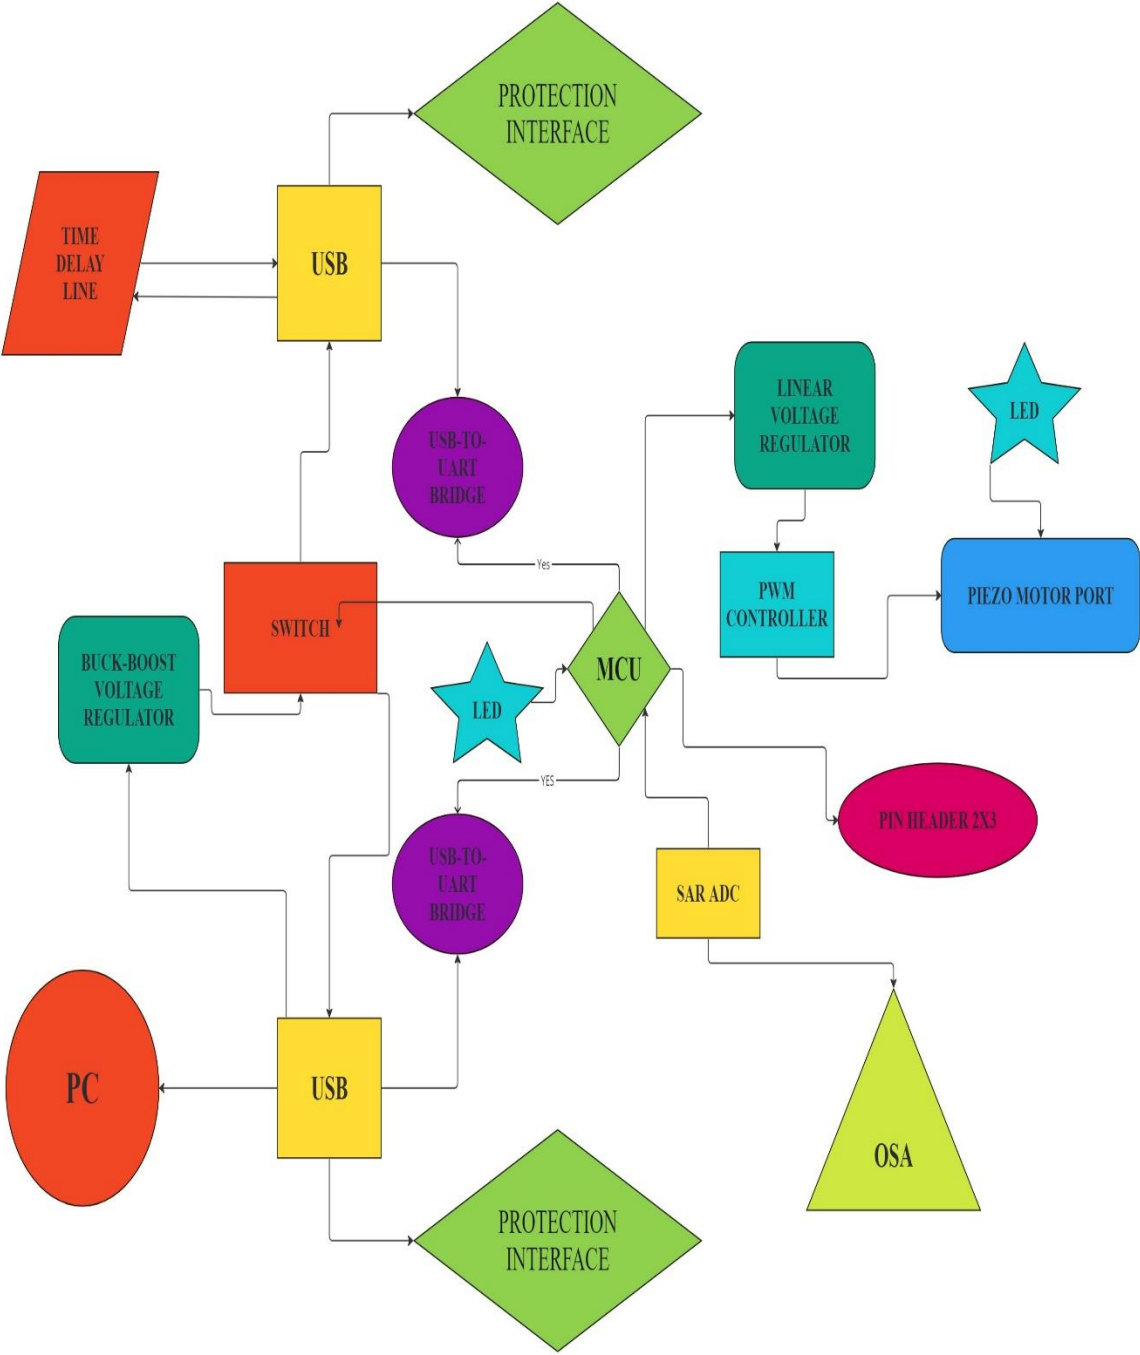 PROTECTION
INTERFACE
TIME
DELAY
LINE
USB
USB-TO-
UART
BRIDGE
LINEAR
VOLTAGE
REGULATOR
LED
Yes
PWM
CONTROLLER
PIEZO MOTOR PORT
SWITCH
BUCK-BOOST
VOLTAGE
REGULATOR
LED
MCU
YES
PIN HEADER 2X3
USB-TO-
UART
BRIDGE
SAR ADC
PC
USB
OSA
PROTECTION
INTERFACE